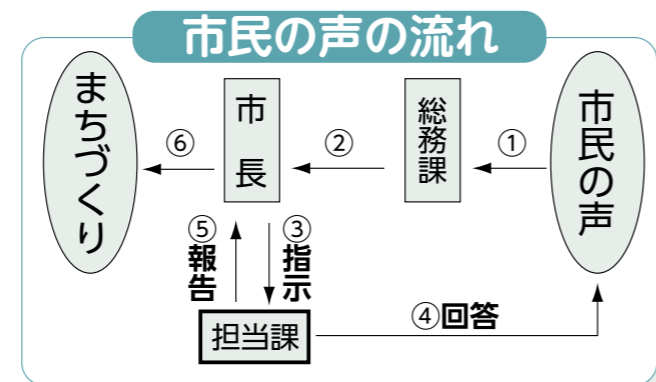 市民の声の流れ
市民の声
①
総務課
②
市長
③指示
担当課
④回答
⑤報告
⑥
まちづくり